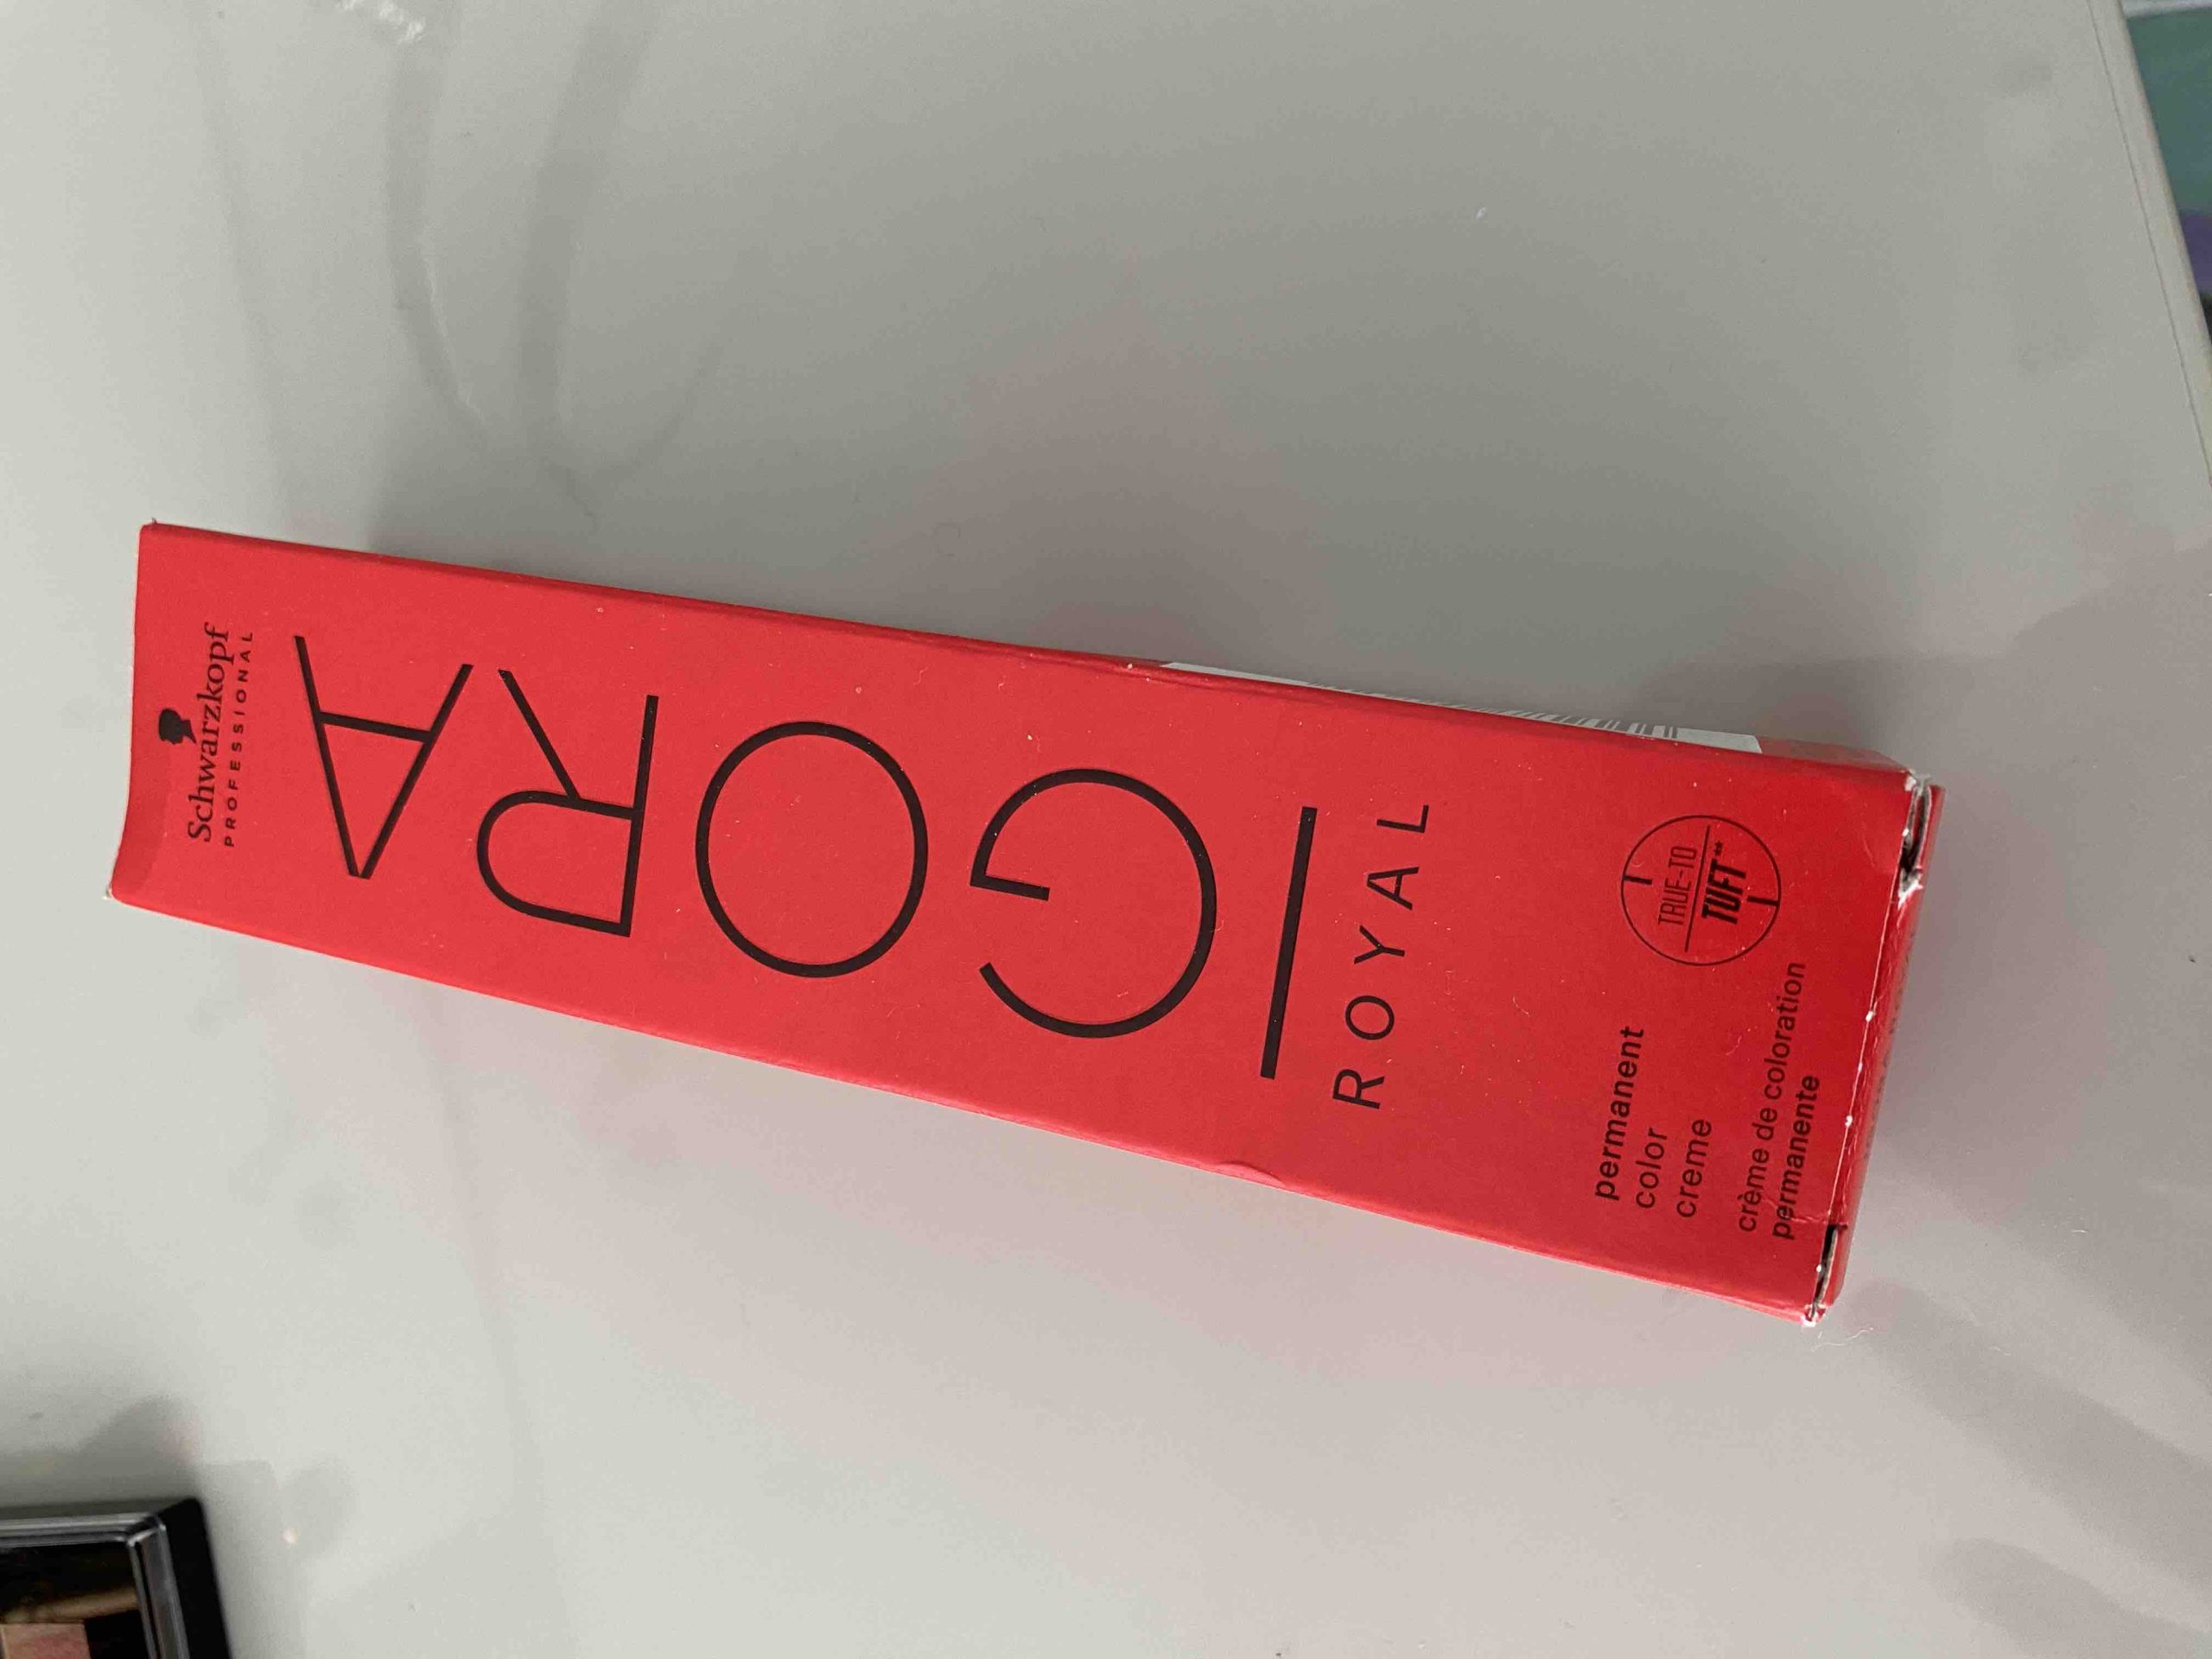 Schwarzkopf
PROFESSIONAL
IGORA
ROYAL
TRUE-TO
TUFT**
permanent
color
creme
crème de coloration
permanente